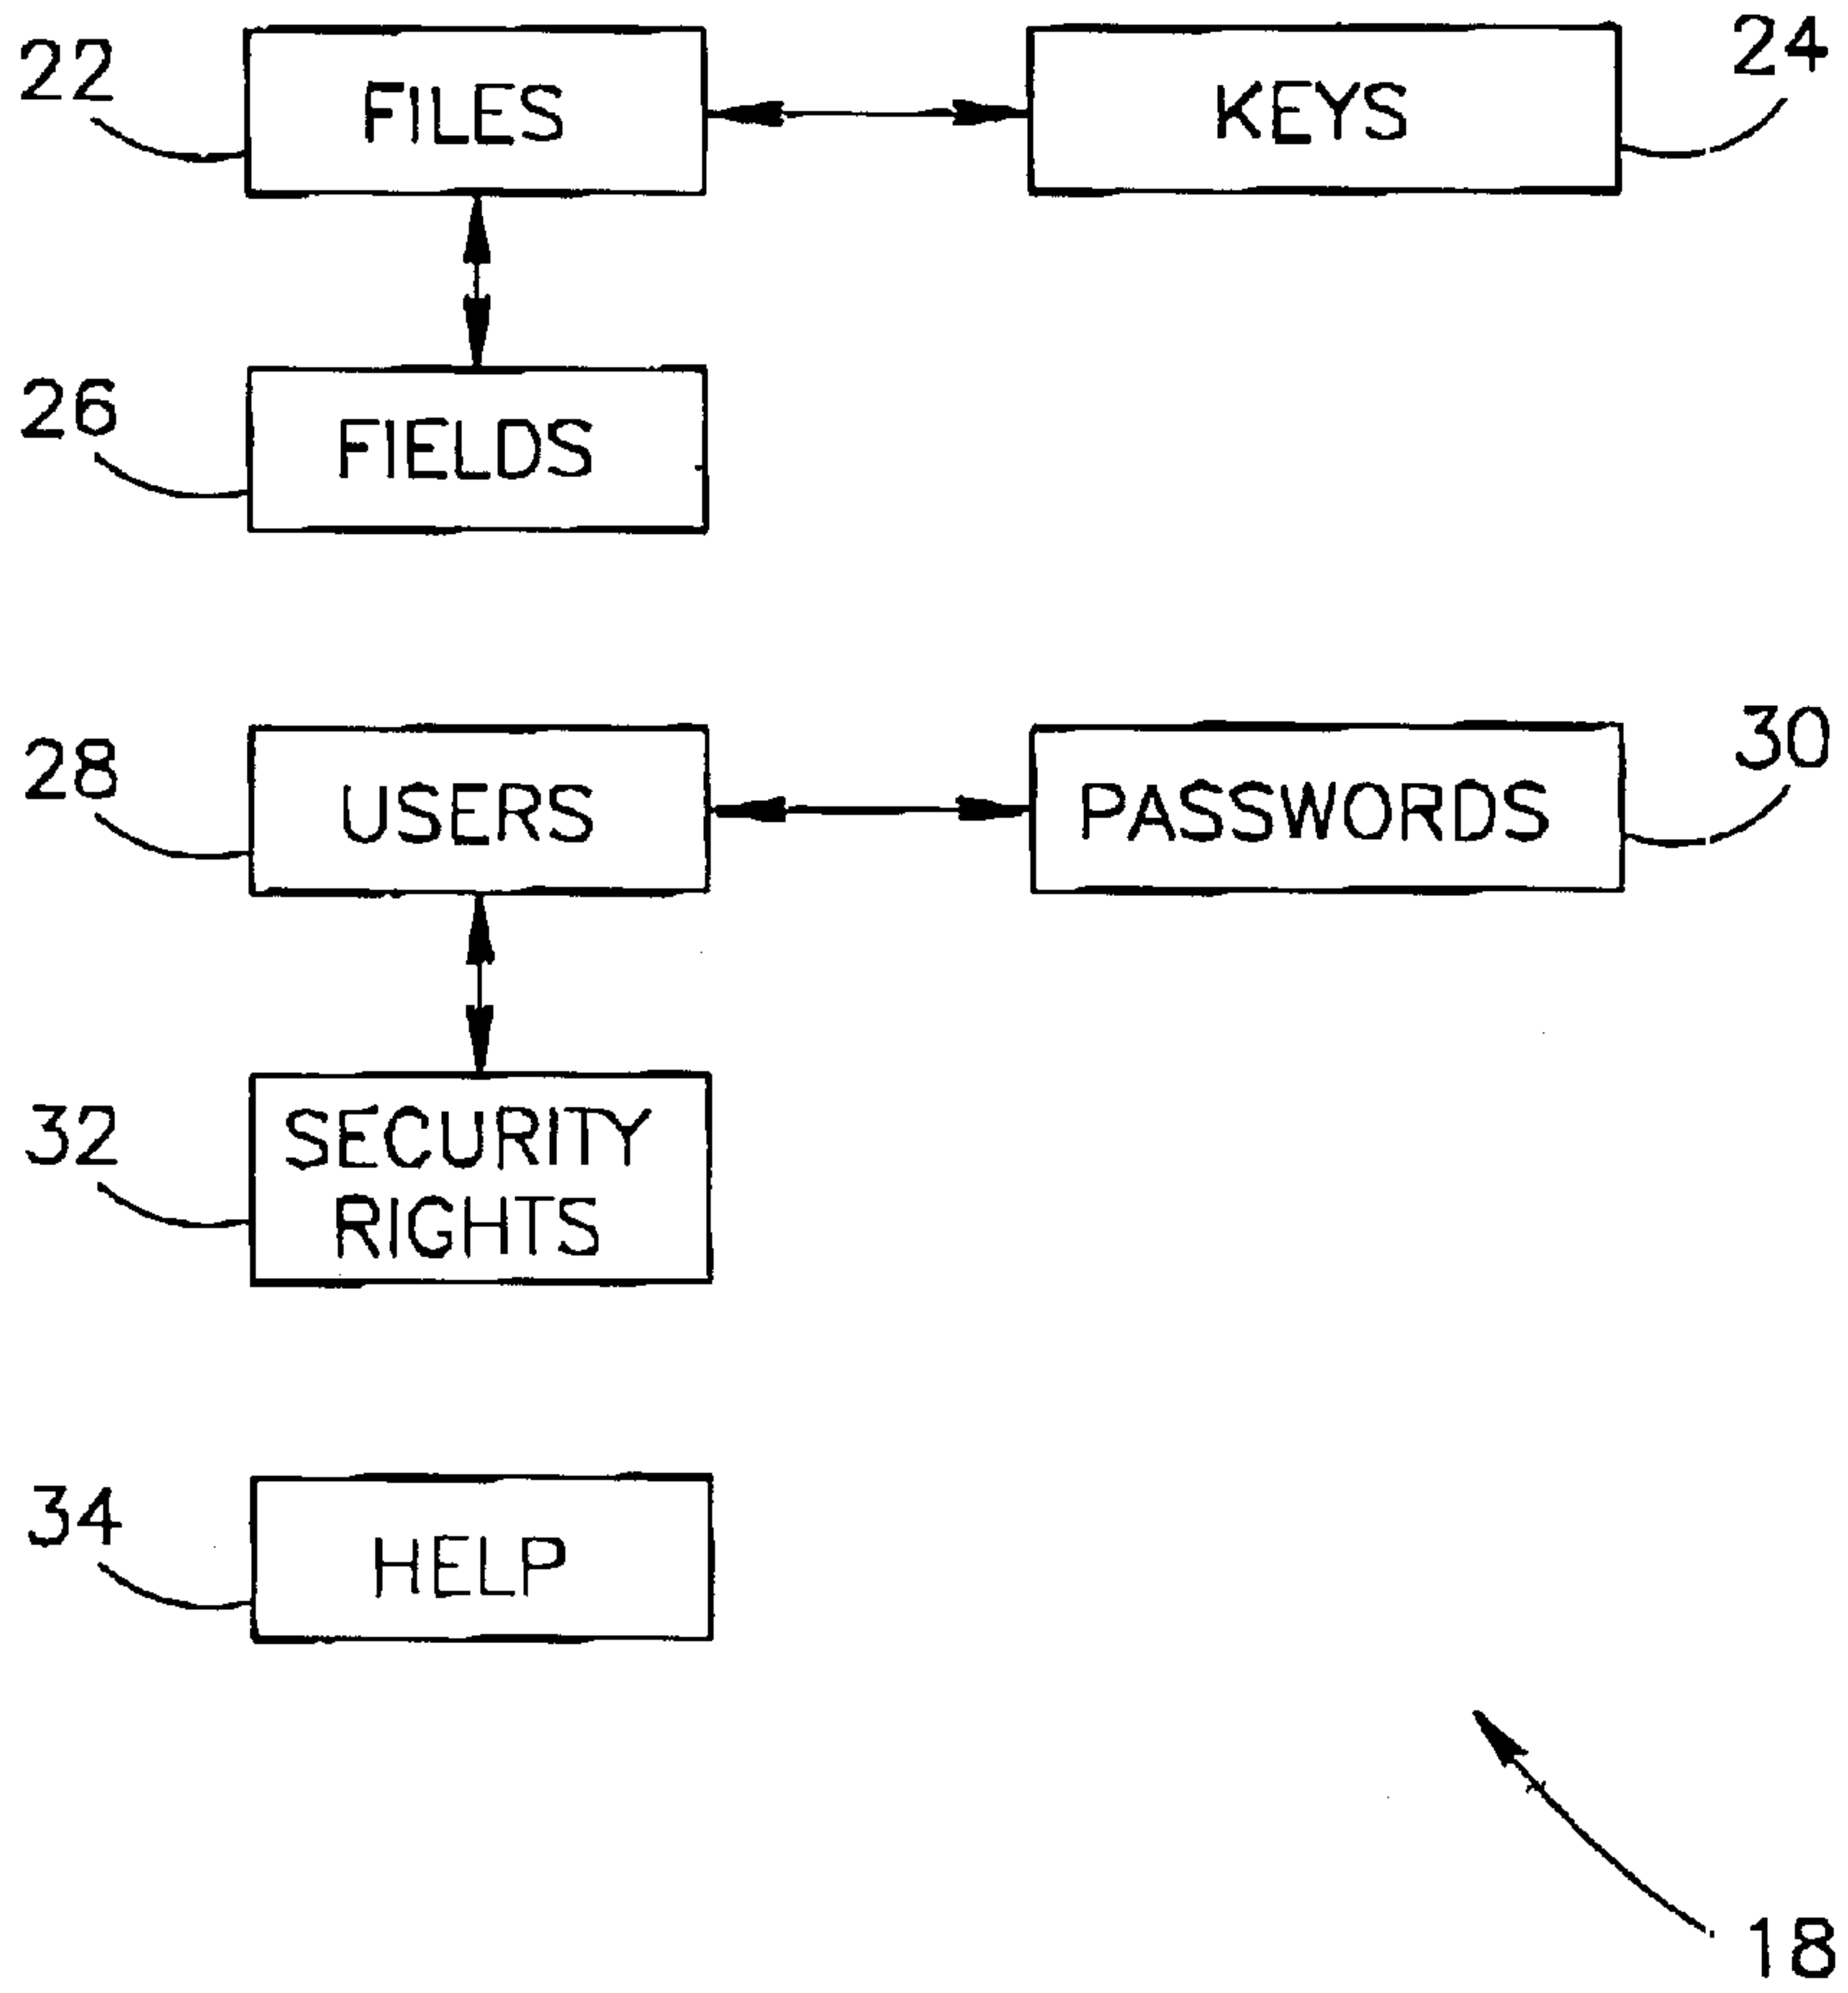 22
FILES
KEYS
24
26
FIELDS
28
USERS
PASSWORDS
30
32
SECURITY
RIGHTS
34
HELP
18